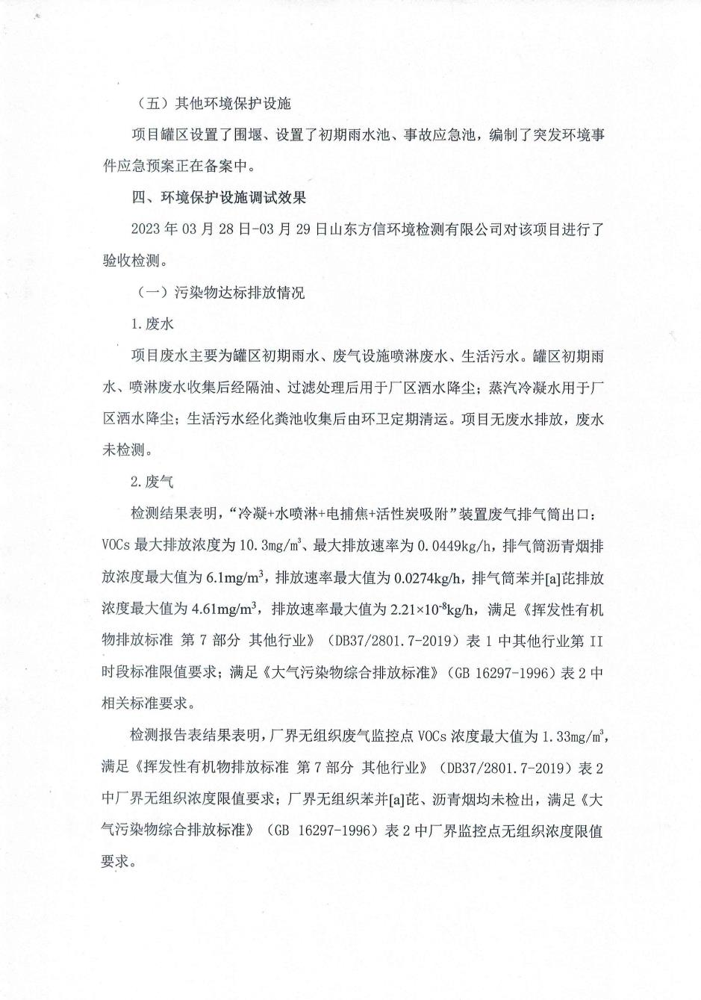 （五）其他环境保护设施
项目罐区设置了围堰、设置了初期雨水池、事故应急池，编制了突发环境事
件应急预案正在备案中。
四、环境保护设施调试效果
2023 年 03 月 28 日-03 月 29 日山东方信环境检测有限公司对该项目进行了
验收检测。
（一）污染物达标排放情况
1.废水
项目废水主要为罐区初期雨水、废气设施喷淋废水、生活污水。罐区初期雨
水、喷淋废水收集后经隔油、过滤处理后用于厂区洒水降尘；蒸汽冷凝水用于厂
区洒水降尘；生活污水经化粪池收集后由环卫定期清运。项目无废水排放，废水
未检测。
2.废气
检测结果表明，“冷凝+水喷淋+电捕焦+活性炭吸附”装置废气排气筒出口：
VOCs 最大排放浓度为 10.3mg/m³、最大排放速率为 0.0449kg/h，排气筒沥青烟排
放浓度最大值为 6.1mg/m³，排放速率最大值为 0.0274kg/h，排气筒苯并[a]芘排放
浓度最大值为 4.61mg/m³，排放速率最大值为 2.21×10⁻⁸kg/h，满足《挥发性有机
物排放标准 第 7 部分 其他行业》（DB37/2801.7-2019）表 1 中其他行业第 II
时段标准限值要求；满足《大气污染物综合排放标准》（GB 16297-1996）表 2 中
相关标准要求。
检测报告表结果表明，厂界无组织废气监控点 VOCs 浓度最大值为 1.33mg/m³，
满足《挥发性有机物排放标准 第 7 部分 其他行业》（DB37/2801.7-2019）表 2
中厂界无组织浓度限值要求；厂界无组织苯并[a]芘、沥青烟均未检出，满足《大
气污染物综合排放标准》（GB 16297-1996）表 2 中厂界监控点无组织浓度限值
要求。